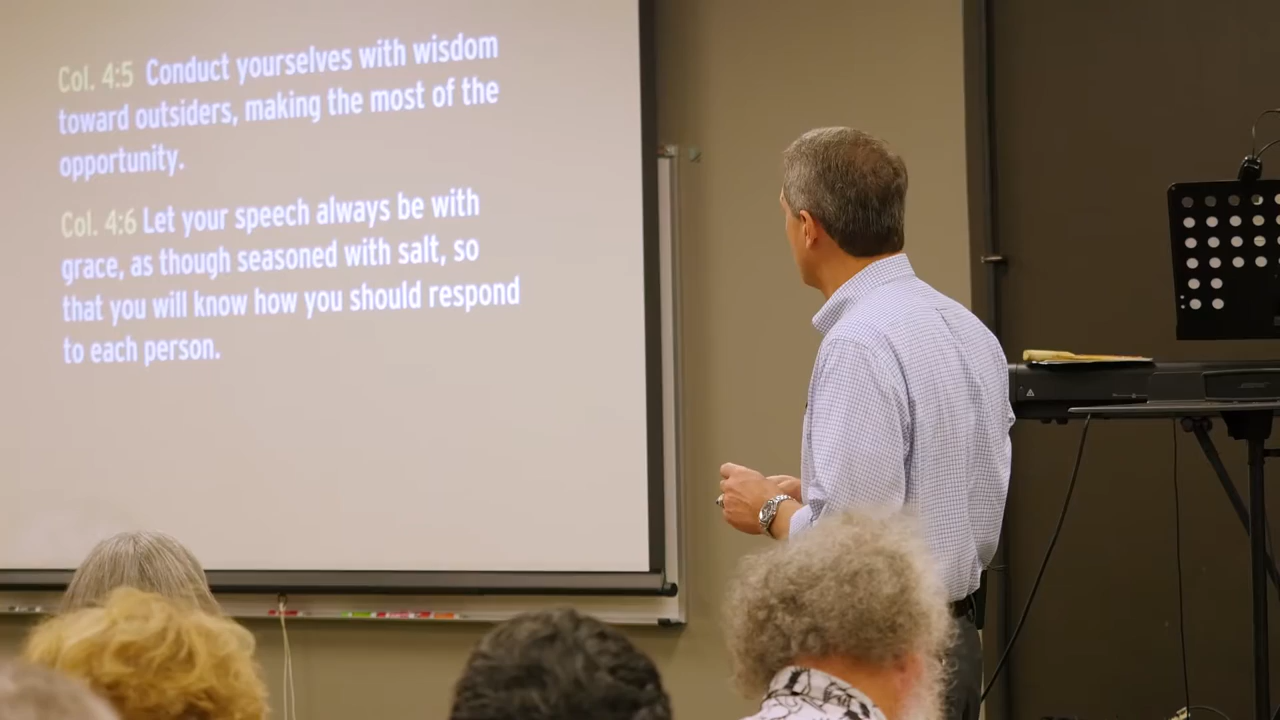 Col. 4:5 Conduct yourselves with wisdom
toward outsiders, making the most of the
opportunity.
Col. 4:6 Let your speech always be with
grace, as though seasoned with salt, so
that you will know how you should respond
to each person.